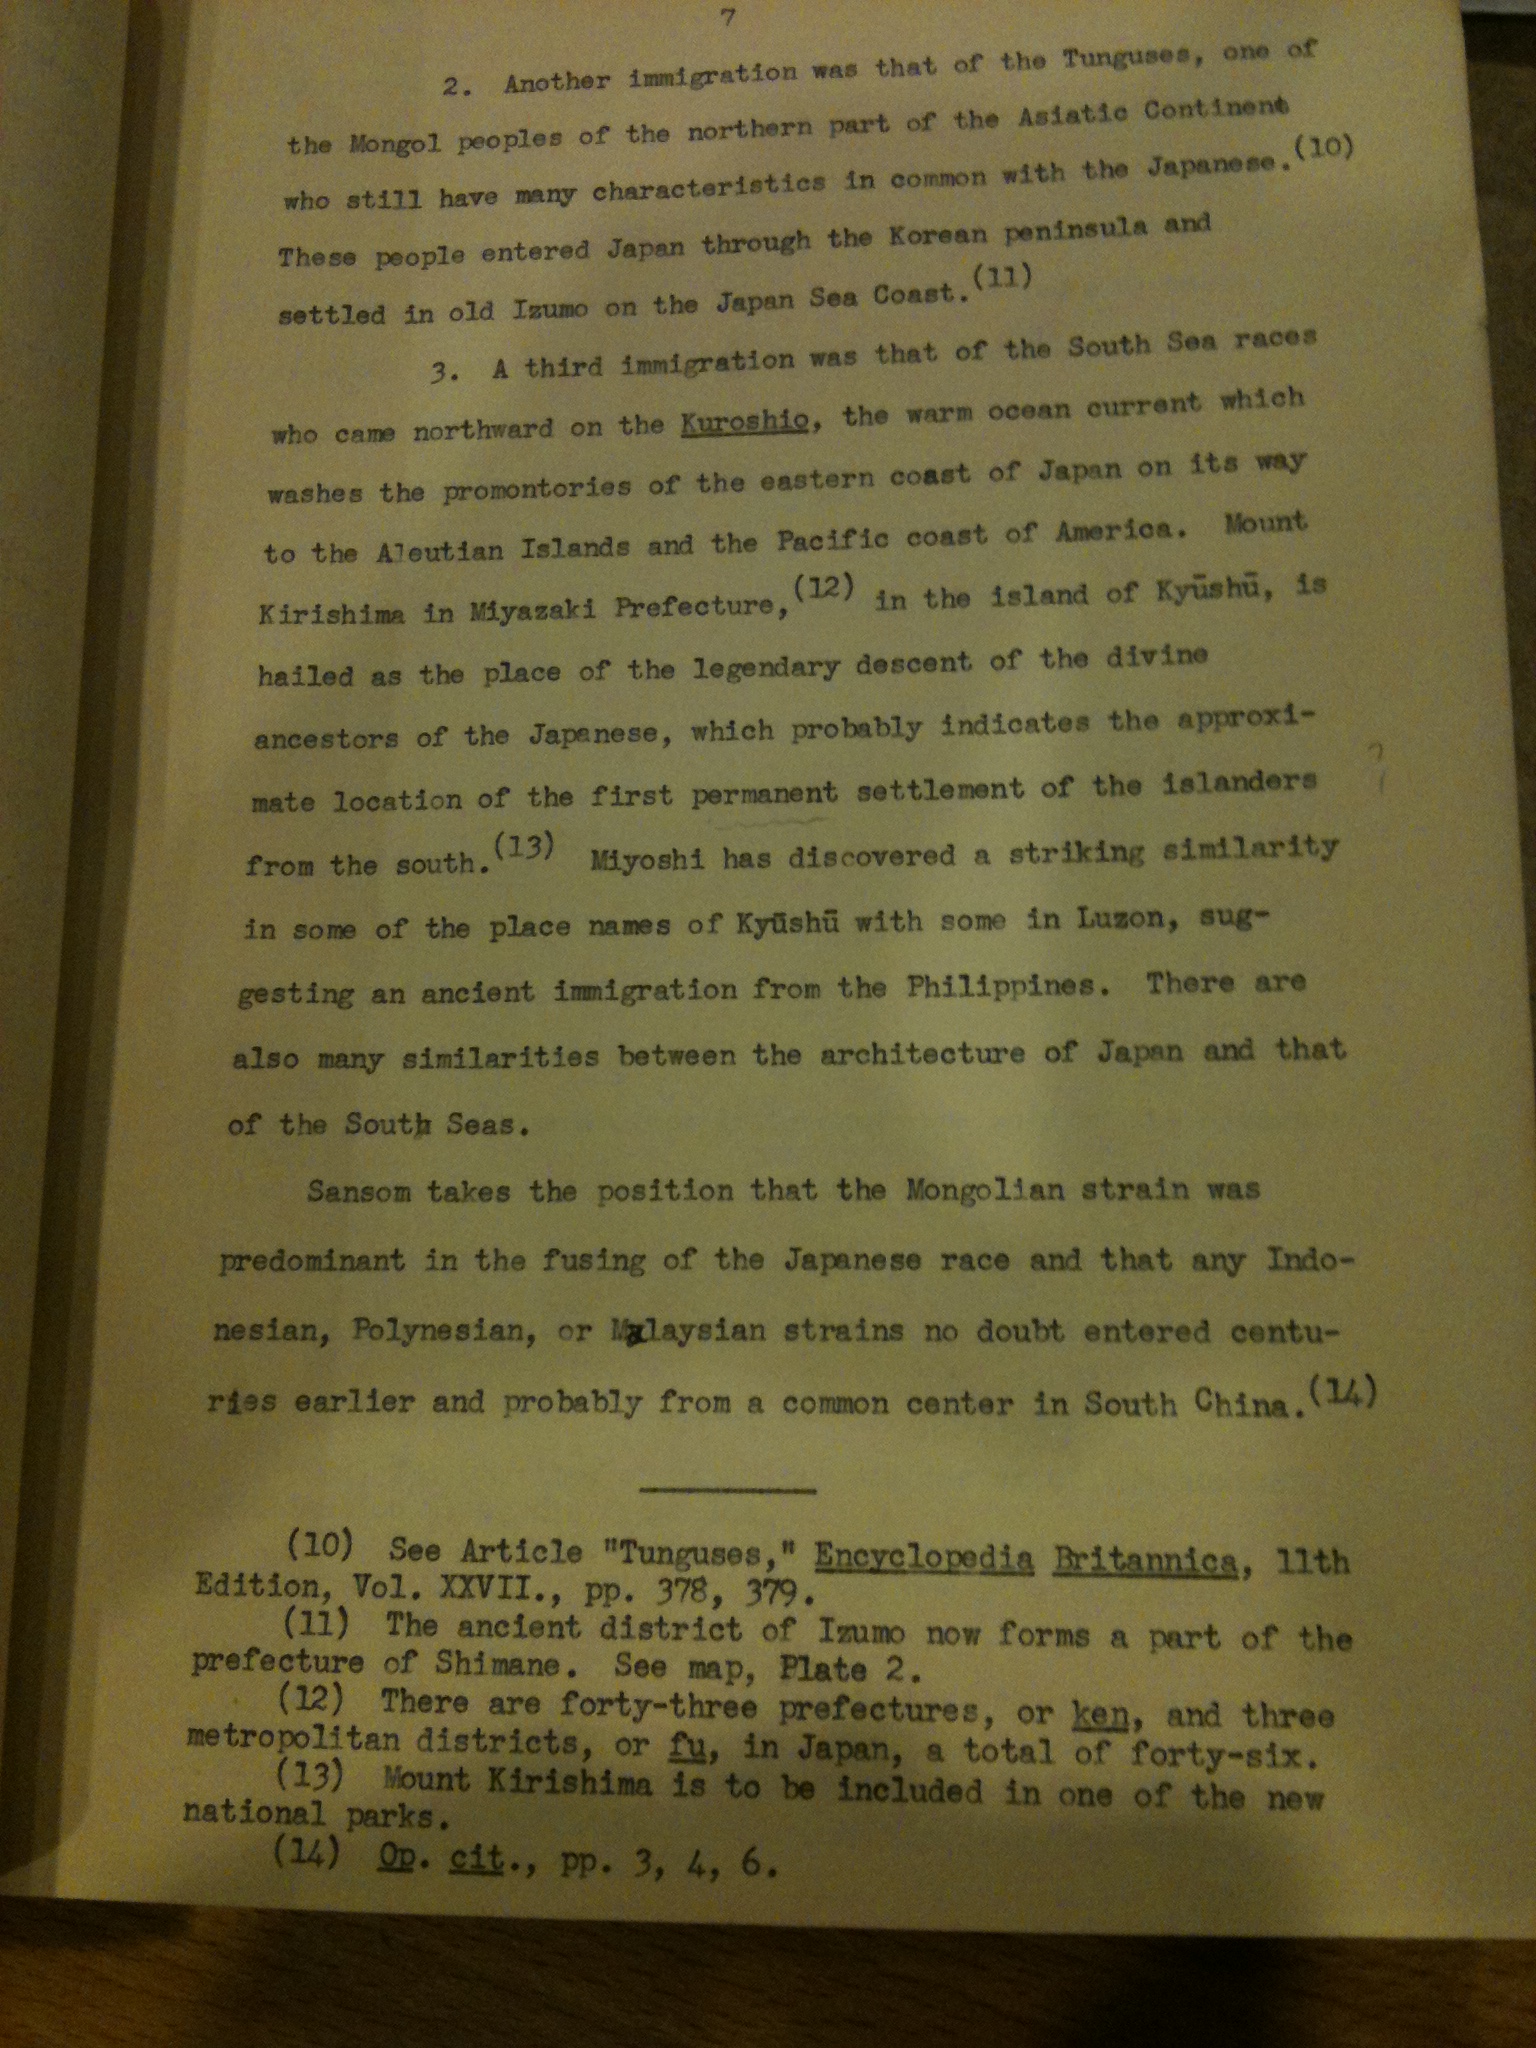 7
2. Another immigration was that of the Tunguses, one of
the Mongol peoples of the northern part of the Asiatic Continent
who still have many characteristics in common with the Japanese.(10)
These people entered Japan through the Korean peninsula and
settled in old Izumo on the Japan Sea Coast.(11)
3. A third immigration was that of the South Sea races
who came northward on the Kuroshio, the warm ocean current which
washes the promontories of the eastern coast of Japan on its way
to the Aleutian Islands and the Pacific coast of America. Mount
Kirishima in Miyazaki Prefecture,(12) in the island of Kyūshū, is
hailed as the place of the legendary descent of the divine
ancestors of the Japanese, which probably indicates the approxi-
mate location of the first permanent settlement of the islanders ?
from the south.(13) Miyoshi has discovered a striking similarity
in some of the place names of Kyūshū with some in Luzon, sug-
gesting an ancient immigration from the Philippines. There are
also many similarities between the architecture of Japan and that
of the South Seas.
Sansom takes the position that the Mongolian strain was
predominant in the fusing of the Japanese race and that any Indo-
nesian, Polynesian, or Malaysian strains no doubt entered centu-
ries earlier and probably from a common center in South China.(14)
(10) See Article "Tunguses," Encyclopedia Britannica, 11th
Edition, Vol. XXVII., pp. 378, 379.
(11) The ancient district of Izumo now forms a part of the
prefecture of Shimane. See map, Plate 2.
(12) There are forty-three prefectures, or ken, and three
metropolitan districts, or fu, in Japan, a total of forty-six.
(13) Mount Kirishima is to be included in one of the new
national parks.
(14) Op. cit., pp. 3, 4, 6.